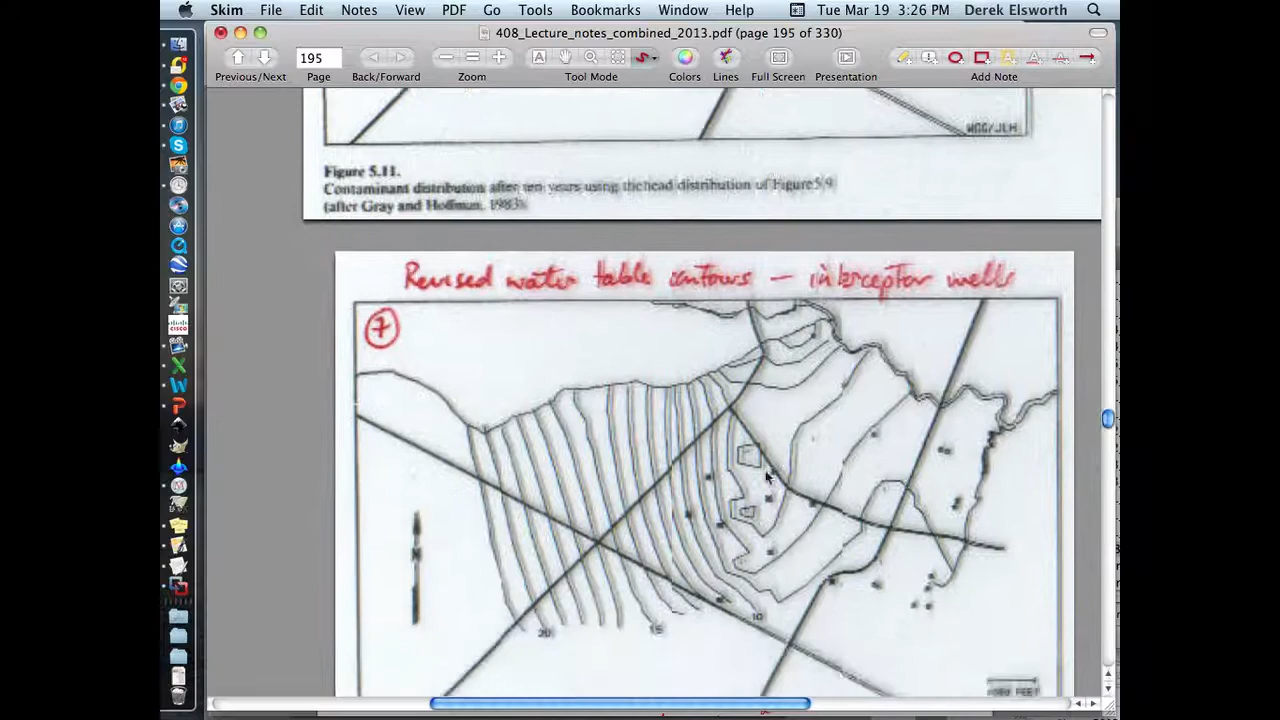 Skim File Edit Notes View PDF Go Tools Bookmarks Window Help Tue Mar 19 3:26 PM Derek Elsworth
408_Lecture_notes_combined_2013.pdf (page 195 of 330)
195
Previous/Next Page Back/Forward Zoom Tool Mode Colors Lines Full Screen Presentation Add Note
Figure 5.11.
Contaminant distribution after ten years using the head distribution of Figure 5.9
(after Gray and Hoffman, 1983).
Revised water table contours — interceptor wells
7
N
20
15
10
FEET
CISCO